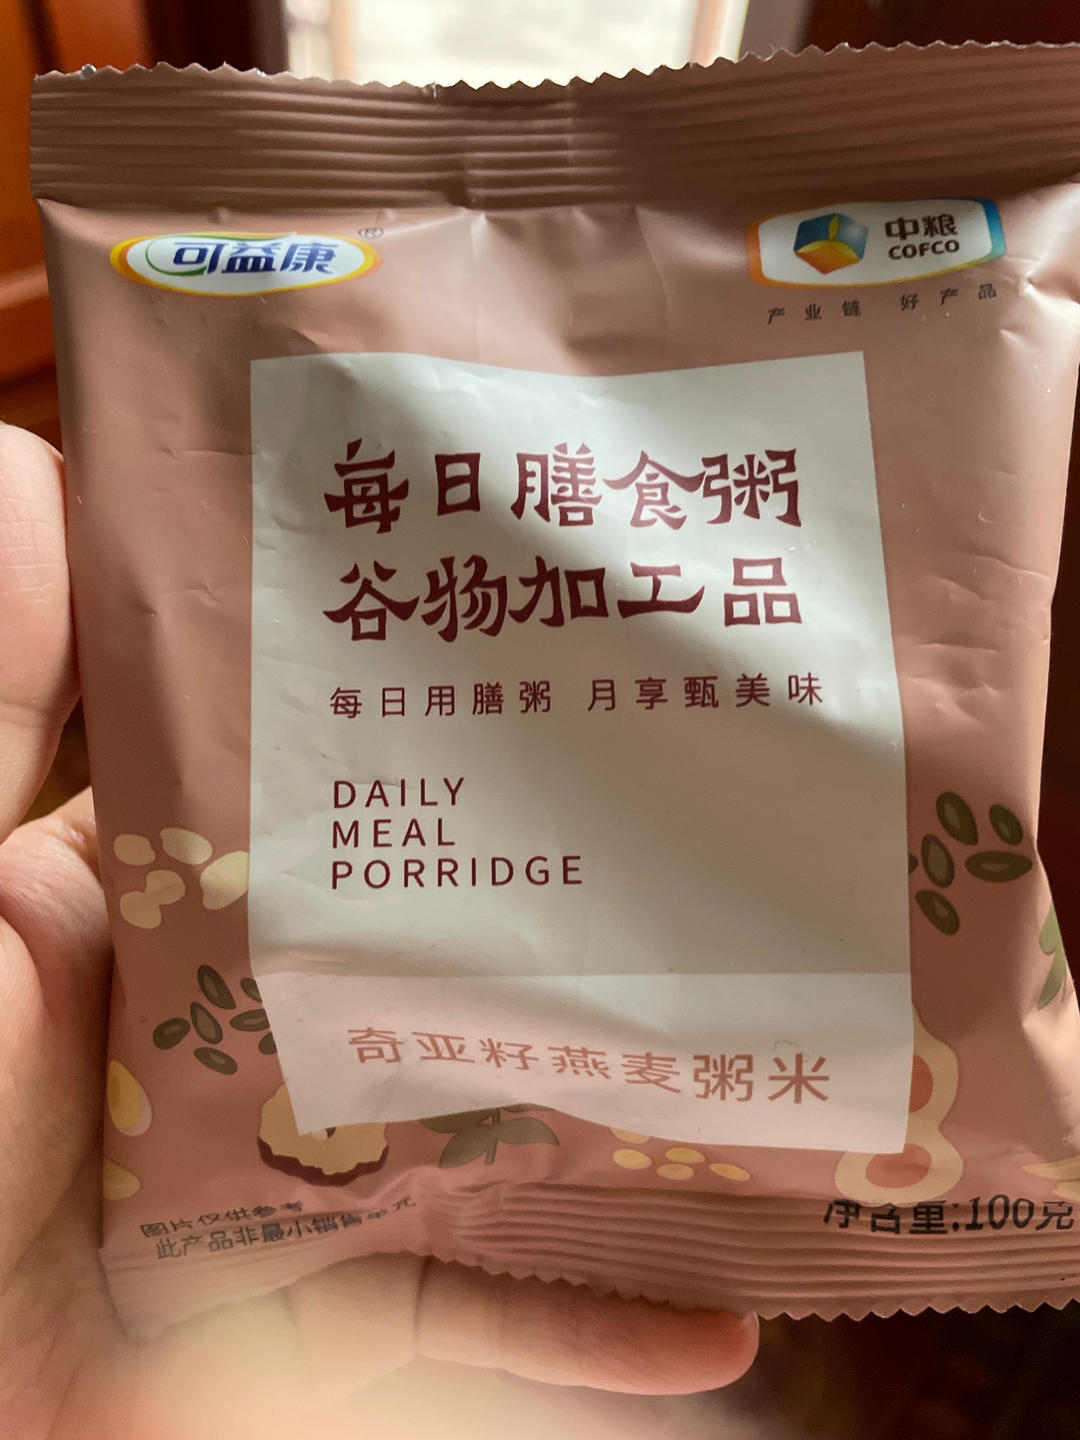 可益康®
中粮
COFCO
产业链 好产品
每日膳食粥
谷物加工品
每日用膳粥 月享甄美味
DAILY
MEAL
PORRIDGE
奇亚籽燕麦粥米
图片仅供参考
此产品非最小销售单元
净含量:100克